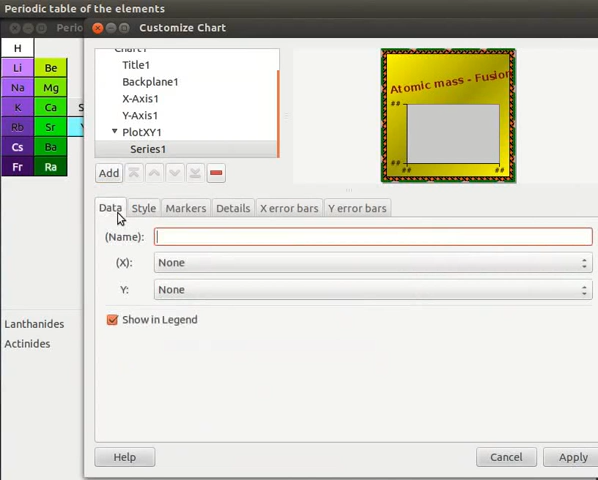 Periodic table of the elements
Perio
Customize Chart
H
Li Be
Na Mg
K Ca S
Rb Sr Y
Cs Ba
Fr Ra
Lanthanides
Actinides
Chart1
Title1
Backplane1
X-Axis1
Y-Axis1
PlotXY1
Series1
Add
Atomic mass - Fusion
##
##
## ##
Data Style Markers Details X error bars Y error bars
(Name):
(X): None
Y: None
Show in Legend
Help Cancel Apply